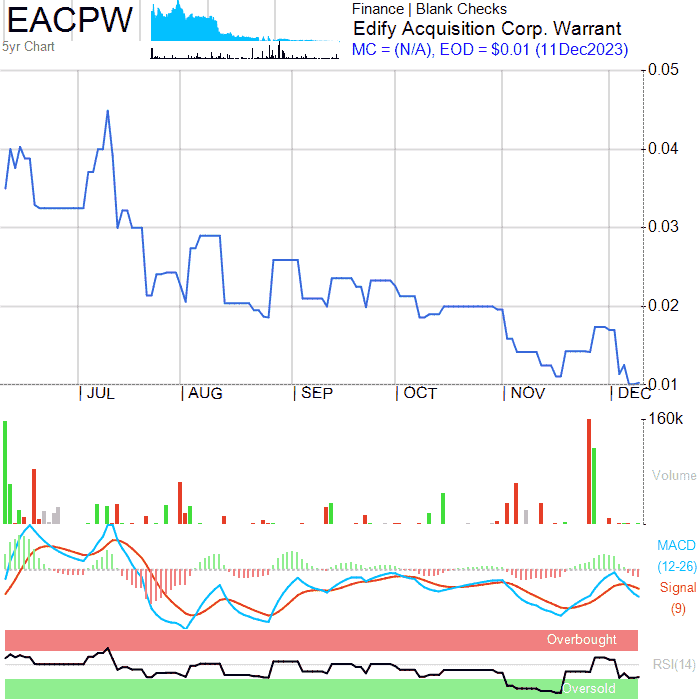 EACPW
5yr Chart
Finance | Blank Checks
Edify Acquisition Corp. Warrant
MC = (N/A), EOD = $0.01 (11Dec2023)
0.05
0.04
0.03
0.02
0.01
JUL AUG SEP OCT NOV DEC
160k
Volume
MACD
(12-26)
Signal
(9)
Overbought
RSI(14)
Oversold